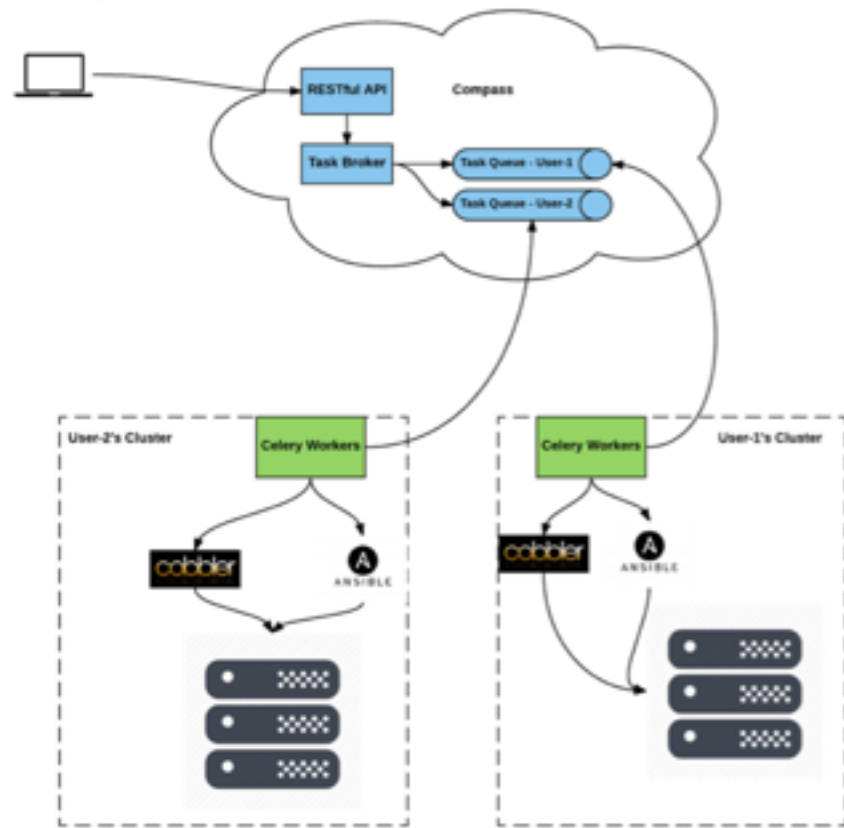 RESTful API
Compass
Task Broker
Task Queue - User-1
Task Queue - User-2
User-2's Cluster
Celery Workers
cobbler
A
ANSIBLE
Celery Workers
User-1's Cluster
cobbler
A
ANSIBLE